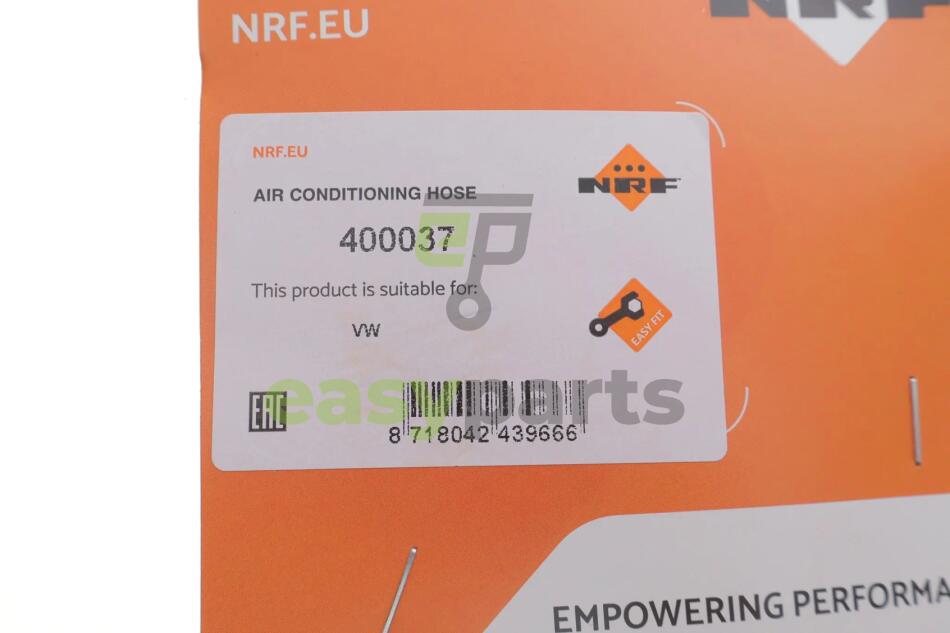 NRF.EU
NRF
NRF.EU
NRF™
AIR CONDITIONING HOSE
400037
This product is suitable for:
VW
EASY FIT
EAC
8 718042 439666
easyparts
EMPOWERING PERFORMA